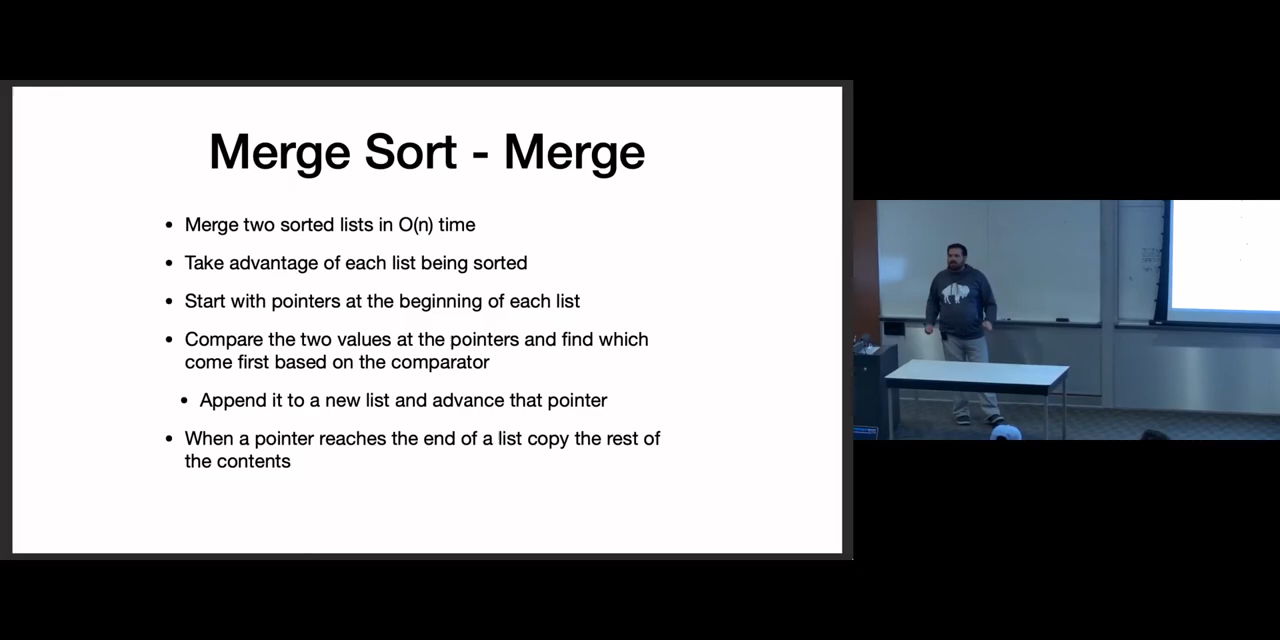 Merge Sort - Merge
• Merge two sorted lists in O(n) time
• Take advantage of each list being sorted
• Start with pointers at the beginning of each list
• Compare the two values at the pointers and find which
come first based on the comparator
• Append it to a new list and advance that pointer
• When a pointer reaches the end of a list copy the rest of
the contents